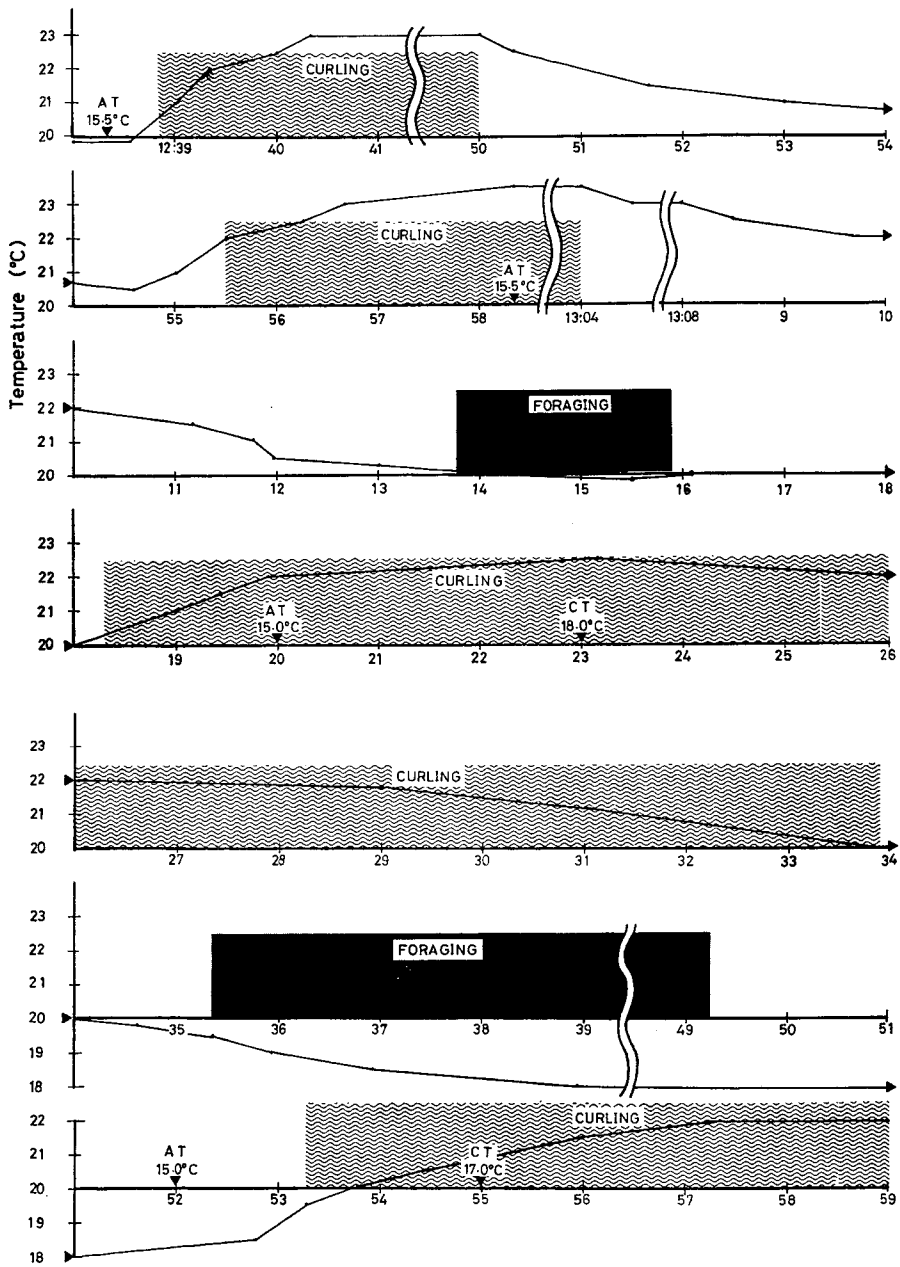 Temperature (°C)
23
22
21
20
AT
15·5°C
CURLING
12:39 40 41 50 51 52 53 54
23
22
21
20
CURLING
AT
15·5°C
55 56 57 58 13:04 13:08 9 10
23
22
21
20
FORAGING
11 12 13 14 15 16 17 18
23
22
21
20
CURLING
AT
15·0°C
CT
18·0°C
19 20 21 22 23 24 25 26
23
22
21
20
CURLING
27 28 29 30 31 32 33 34
23
22
21
20
19
18
FORAGING
35 36 37 38 39 49 50 51
22
21
20
19
18
CURLING
AT
15·0°C
CT
17·0°C
52 53 54 55 56 57 58 59